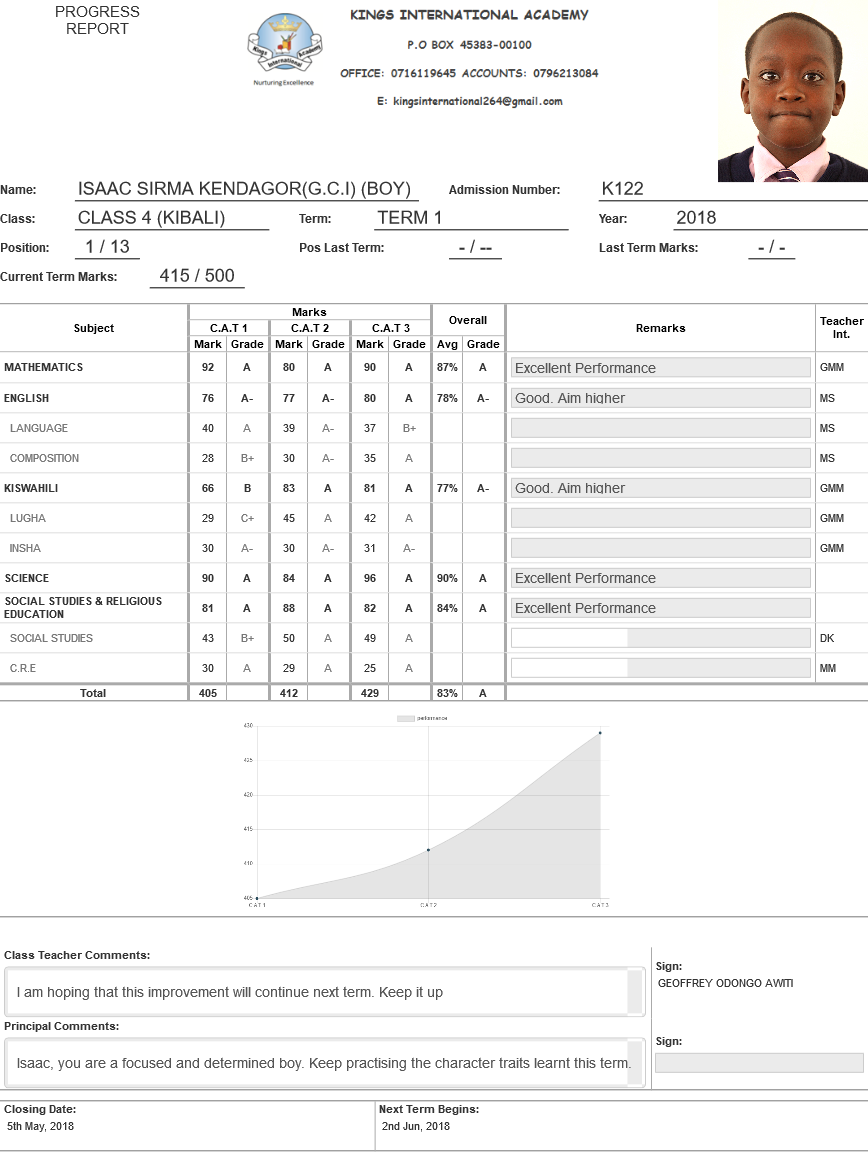 PROGRESS
REPORT
KINGS INTERNATIONAL ACADEMY
P.O BOX 45383-00100
OFFICE: 0716119645 ACCOUNTS: 0796213084
E: kingsinternational264@gmail.com
Kings Academy
International
Nurturing Excellence
Name: ISAAC SIRMA KENDAGOR(G.C.I) (BOY) Admission Number: K122
Class: CLASS 4 (KIBALI) Term: TERM 1 Year: 2018
Position: 1 / 13 Pos Last Term: - / -- Last Term Marks: - / -
Current Term Marks: 415 / 500
Subject Marks Overall Remarks Teacher Int.
C.A.T 1 C.A.T 2 C.A.T 3
Mark Grade Mark Grade Mark Grade Avg Grade
MATHEMATICS 92 A 80 A 90 A 87% A Excellent Performance GMM
ENGLISH 76 A- 77 A- 80 A 78% A- Good. Aim higher MS
LANGUAGE 40 A 39 A- 37 B+ MS
COMPOSITION 28 B+ 30 A- 35 A MS
KISWAHILI 66 B 83 A 81 A 77% A- Good. Aim higher GMM
LUGHA 29 C+ 45 A 42 A GMM
INSHA 30 A- 30 A- 31 A- GMM
SCIENCE 90 A 84 A 96 A 90% A Excellent Performance
SOCIAL STUDIES & RELIGIOUS
EDUCATION 81 A 88 A 82 A 84% A Excellent Performance
SOCIAL STUDIES 43 B+ 50 A 49 A DK
C.R.E 30 A 29 A 25 A MM
Total 405 412 429 83% A
performance
430
425
420
415
410
405
CAT1 CAT2 CAT3
Class Teacher Comments:
I am hoping that this improvement will continue next term. Keep it up
Sign:
GEOFFREY ODONGO AWITI
Principal Comments:
Isaac, you are a focused and determined boy. Keep practising the character traits learnt this term.
Sign:
Closing Date:
5th May, 2018
Next Term Begins:
2nd Jun, 2018